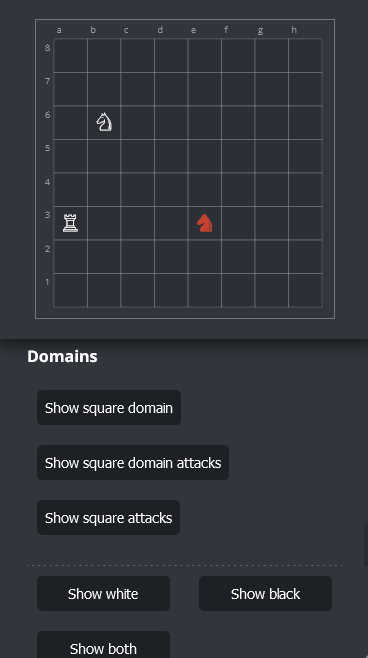 a b c d e f g h
8
7
6
5
4
3
2
1
Domains
Show square domain
Show square domain attacks
Show square attacks
Show white Show black
Show both